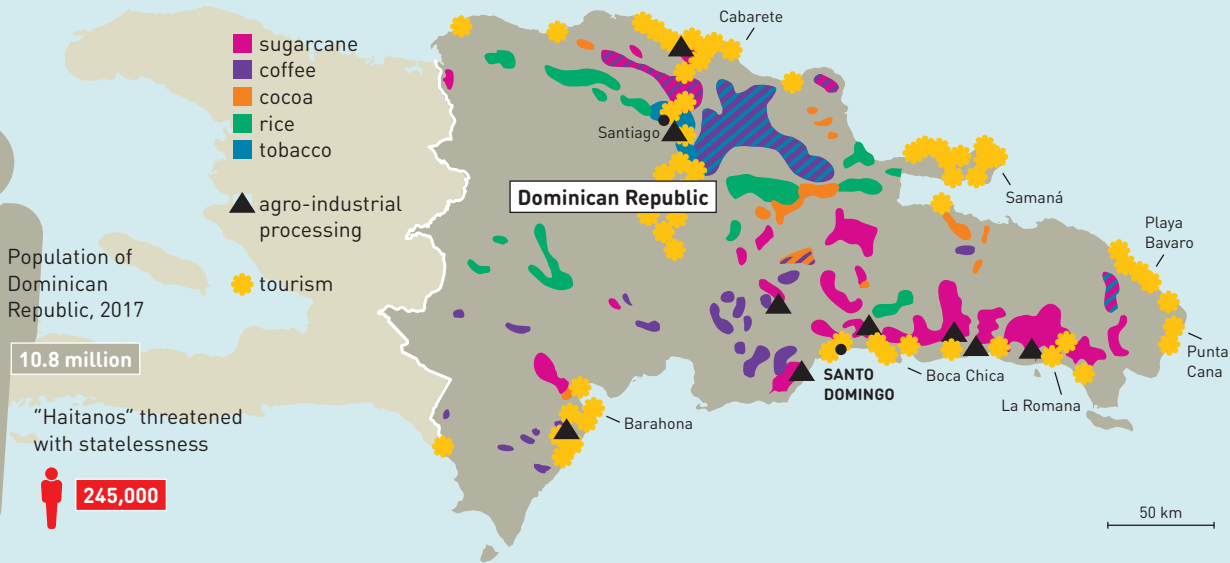 sugarcane
coffee
cocoa
rice
tobacco
agro-industrial
processing
tourism
Population of
Dominican
Republic, 2017
10.8 million
"Haitanos" threatened
with statelessness
245,000
Dominican Republic
Cabarete
Santiago
Samaná
Playa
Bavaro
Punta
Cana
La Romana
Boca Chica
SANTO
DOMINGO
Barahona
50 km